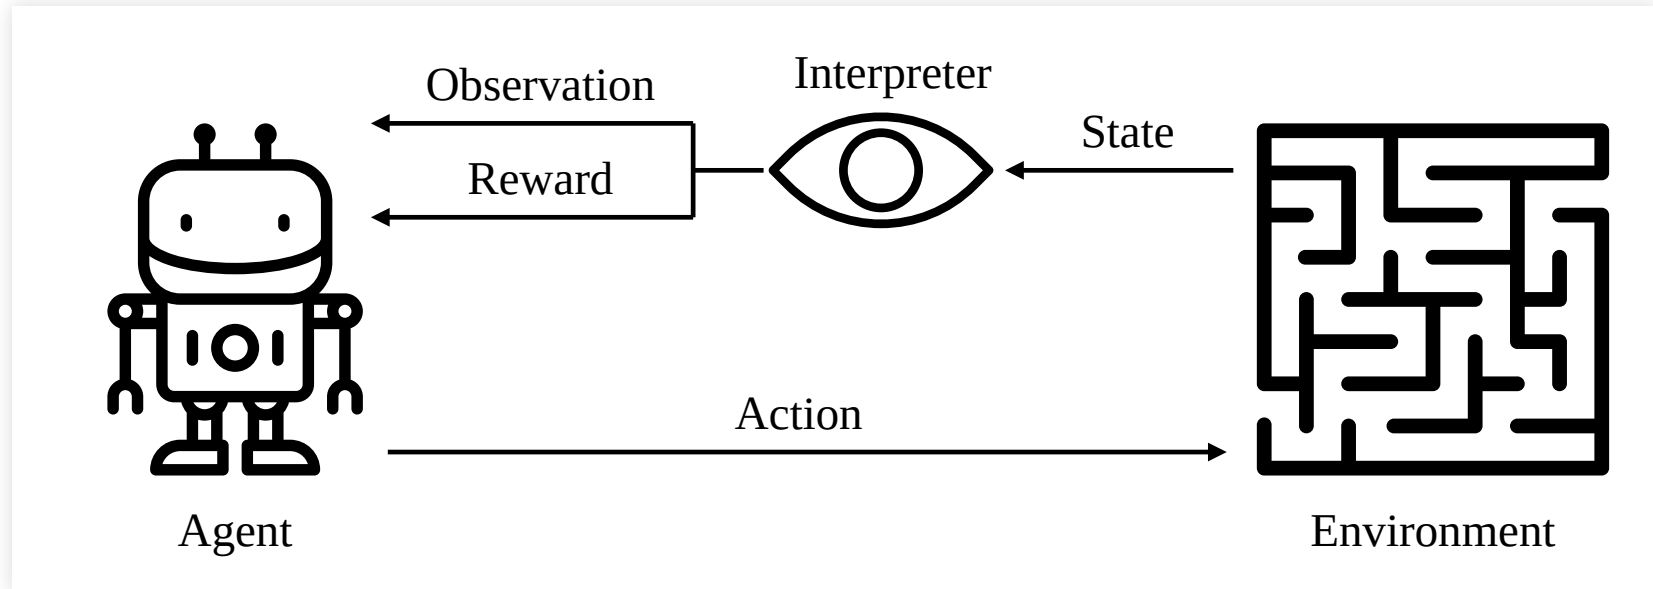 Observation
Interpreter
State
Reward
Action
Agent
Environment